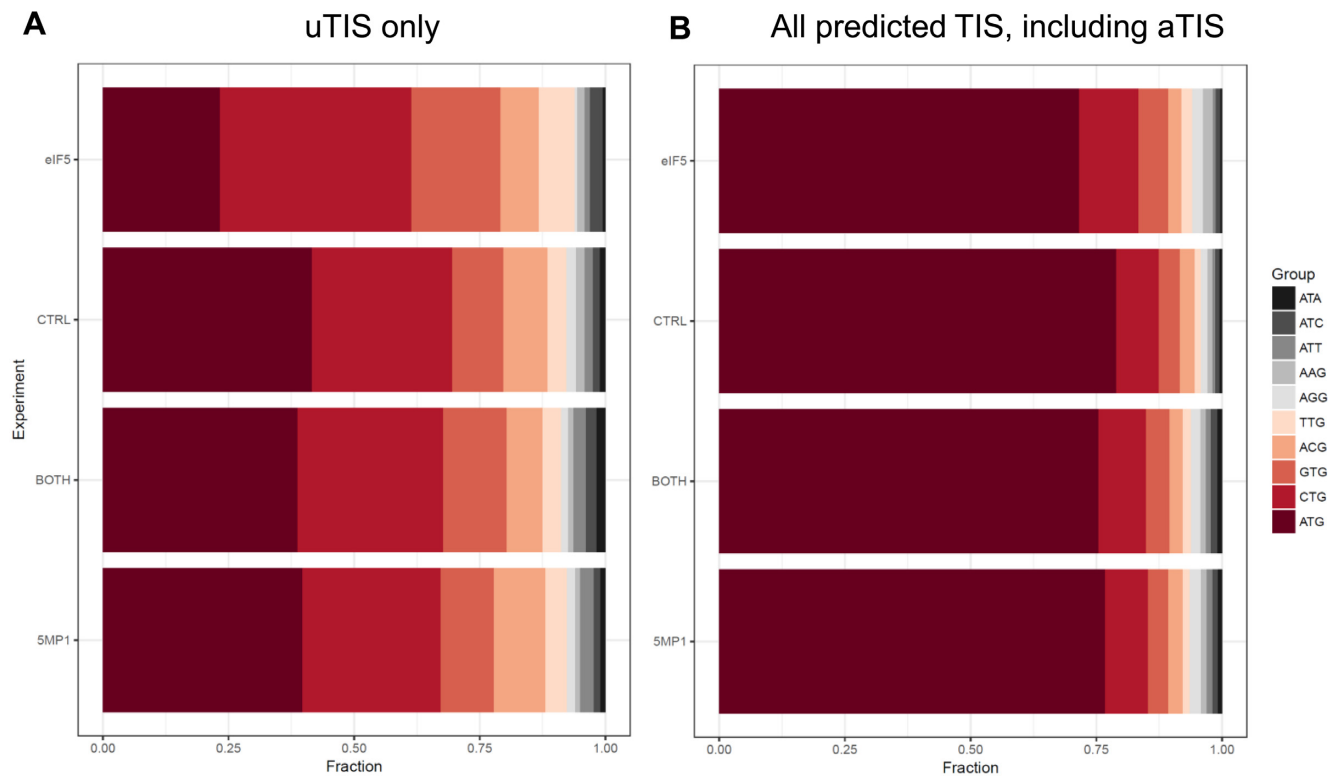 A
uTIS only
B
All predicted TIS, including aTIS
Experiment
eIF5
CTRL
BOTH
5MP1
0.00 0.25 0.50 0.75 1.00
Fraction
eIF5
CTRL
BOTH
5MP1
0.00 0.25 0.50 0.75 1.00
Fraction
Group
ATA
ATC
ATT
AAG
AGG
TTG
ACG
GTG
CTG
ATG